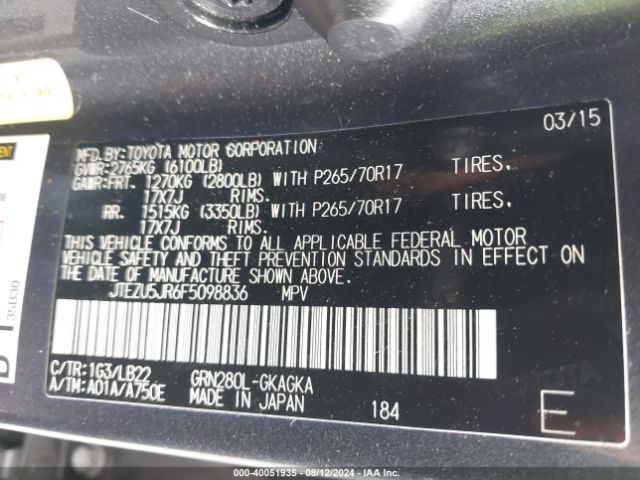 03/15
MFD.BY:TOYOTA MOTOR CORPORATION
GVWR:2765KG (6100LB)
GAWR:FRT. 1270KG (2800LB) WITH P265/70R17 TIRES,
17X7J RIMS.
RR. 1515KG (3350LB) WITH P265/70R17 TIRES,
17X7J RIMS.
THIS VEHICLE CONFORMS TO ALL APPLICABLE FEDERAL MOTOR
VEHICLE SAFETY AND THEFT PREVENTION STANDARDS IN EFFECT ON
THE DATE OF MANUFACTURE SHOWN ABOVE.
JTEZU5JR6F5098836 MPV
C/TR:1G3/LB22 GRN280L-GKAGKA
A/TM:A01A/A750E MADE IN JAPAN 184 E
35B30
000-40051935 - 08/12/2024 - IAA Inc.